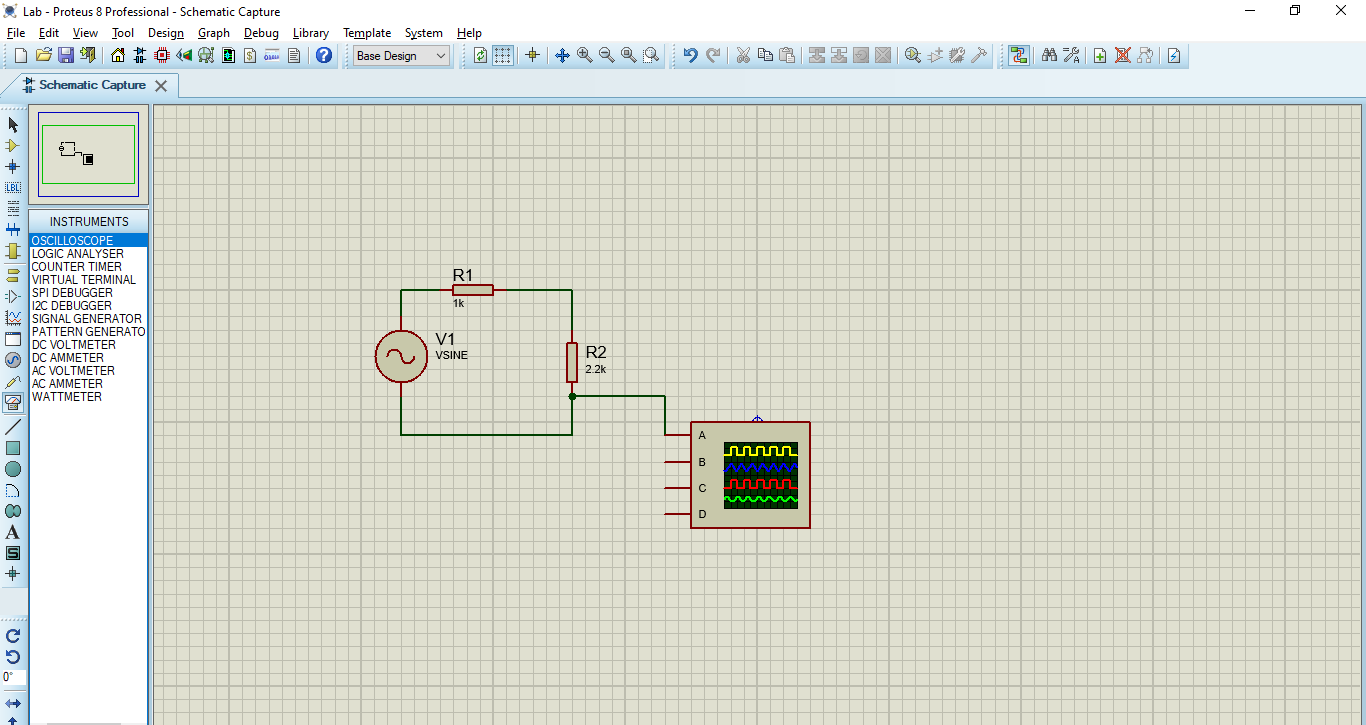 Lab - Proteus 8 Professional - Schematic Capture
File Edit View Tool Design Graph Debug Library Template System Help
Base Design
Schematic Capture
INSTRUMENTS
OSCILLOSCOPE
LOGIC ANALYSER
COUNTER TIMER
VIRTUAL TERMINAL
SPI DEBUGGER
I2C DEBUGGER
SIGNAL GENERATOR
PATTERN GENERATO
DC VOLTMETER
DC AMMETER
AC VOLTMETER
AC AMMETER
WATTMETER
LBL
A
S
0°
R1
1k
V1
VSINE
R2
2.2k
A
B
C
D